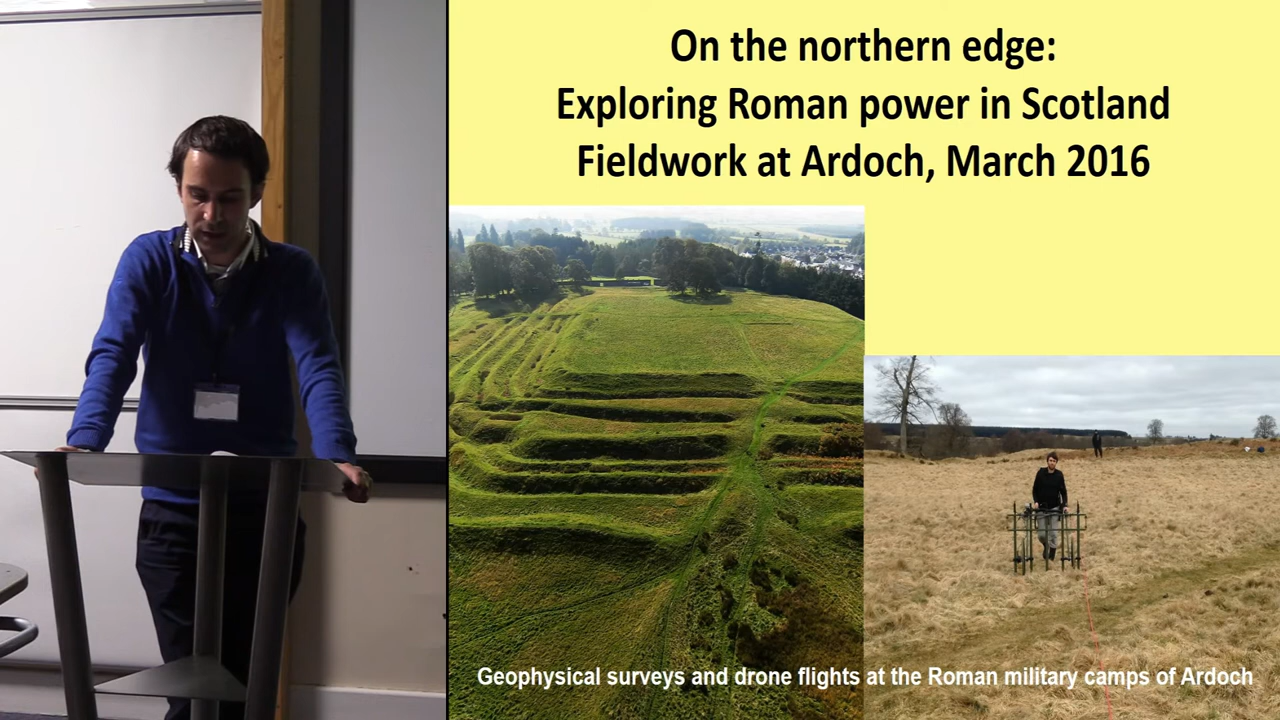 On the northern edge:
Exploring Roman power in Scotland
Fieldwork at Ardoch, March 2016
Geophysical surveys and drone flights at the Roman military camps of Ardoch